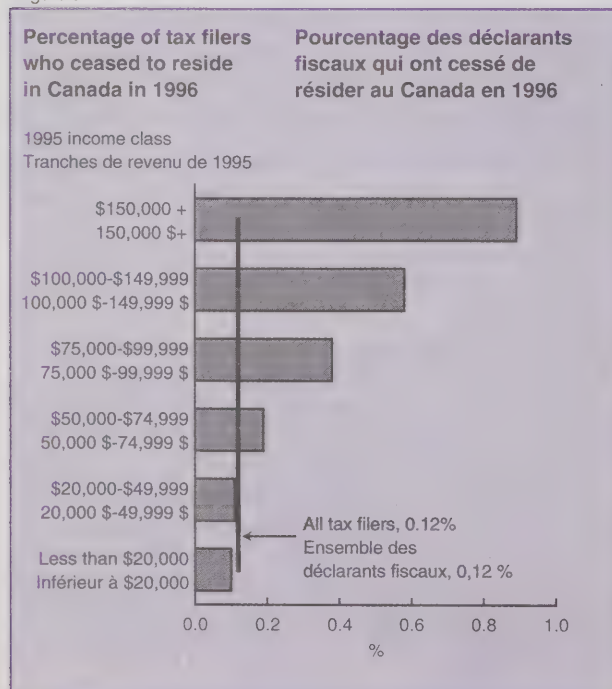 Percentage of tax filers
who ceased to reside
in Canada in 1996
Pourcentage des déclarants
fiscaux qui ont cessé de
résider au Canada en 1996
1995 income class
Tranches de revenu de 1995
$150,000 +
150,000 $+
$100,000-$149,999
100,000 $-149,999 $
$75,000-$99,999
75,000 $-99,999 $
$50,000-$74,999
50,000 $-74,999 $
$20,000-$49,999
20,000 $-49,999 $
Less than $20,000
Inférieur à $20,000
All tax filers, 0.12%
Ensemble des
déclarants fiscaux, 0,12 %
0.0 0.2 0.4 0.6 0.8 1.0
%